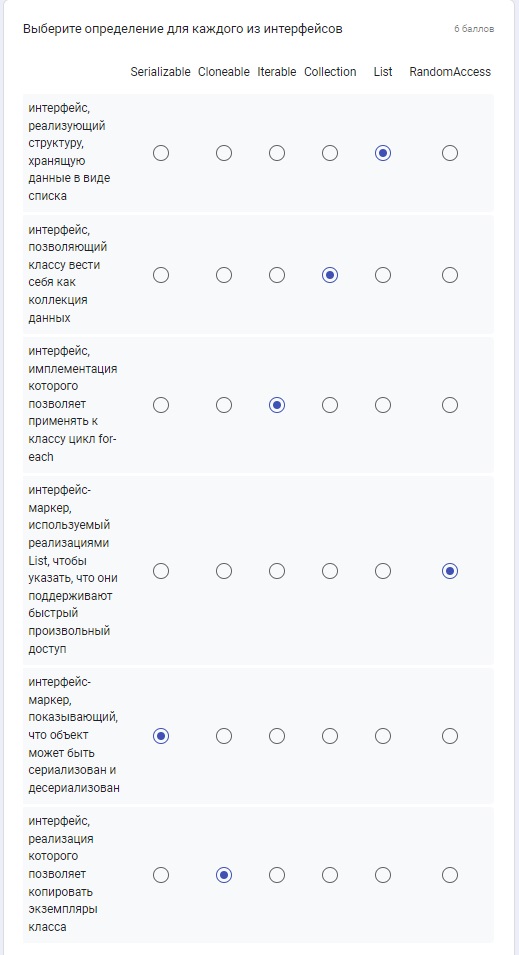 Выберите определение для каждого из интерфейсов
6 баллов
Serializable Cloneable Iterable Collection List RandomAccess
интерфейс,
реализующий
структуру,
хранящую
данные в виде
списка
интерфейс,
позволяющий
классу вести
себя как
коллекция
данных
интерфейс,
имплементация
которого
позволяет
применять к
классу цикл for-
each
интерфейс-
маркер,
используемый
реализациями
List, чтобы
указать, что они
поддерживают
быстрый
произвольный
доступ
интерфейс-
маркер,
показывающий,
что объект
может быть
сериализован и
десериализован
интерфейс,
реализация
которого
позволяет
копировать
экземпляры
класса